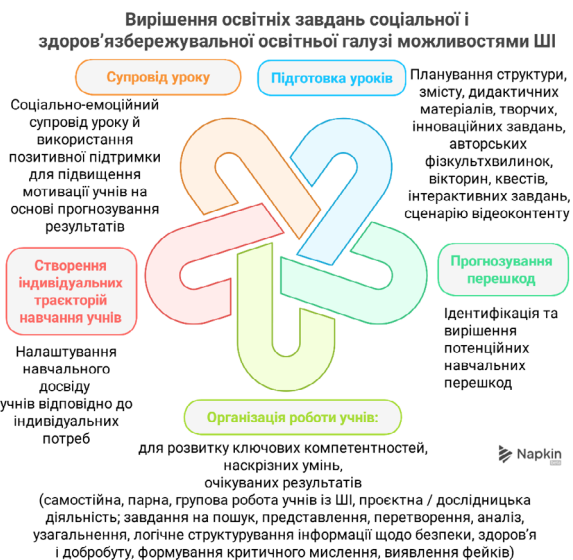 Вирішення освітніх завдань соціальної і
здоров’язбережувальної освітньої галузі можливостями ШІ
Супровід уроку
Соціально-емоційний
супровід уроку й
використання
позитивної підтримки
для підвищення
мотивації учнів на
основі прогнозування
результатів
Підготовка уроків
Планування структури,
змісту, дидактичних
матеріалів, творчих,
інноваційних завдань,
авторських
фізкультхвилинок,
вікторин, квестів,
інтерактивних завдань,
сценарію відеоконтенту
Створення
індивідуальних
траєкторій
навчання учнів
Налаштування
навчального
досвіду
учнів відповідно до
індивідуальних
потреб
Прогнозування
перешкод
Ідентифікація та
вирішення
потенційних
навчальних
перешкод
Організація роботи учнів:
для розвитку ключових компетентностей,
наскрізних умінь,
очікуваних результатів
(самостійна, парна, групова робота учнів із ШІ, проєктна / дослідницька
діяльність; завдання на пошук, представлення, перетворення, аналіз,
узагальнення, логічне структурування інформації щодо безпеки, здоров’я
і добробуту, формування критичного мислення, виявлення фейків)
Napkin